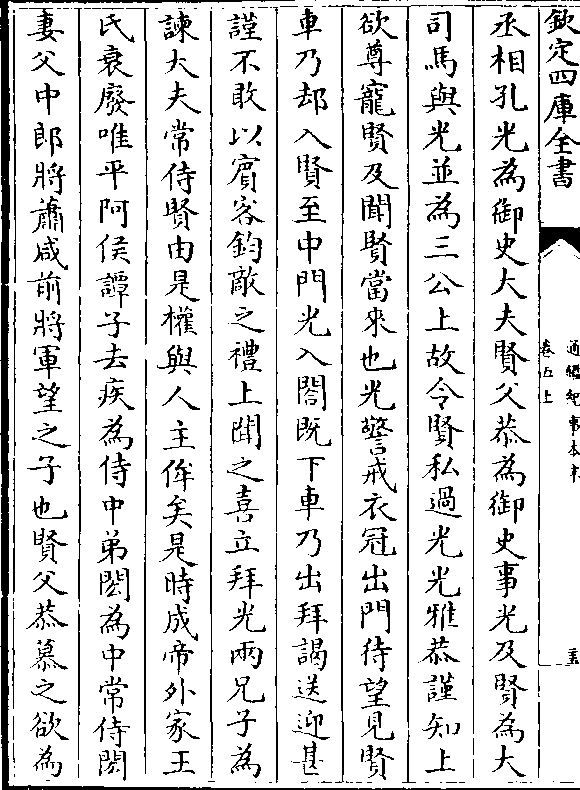 欽定四庫全書
通鑑紀事本末
卷五上
丞相孔光為御史大夫賢父恭為御史事光及賢為大
司馬與光並為三公上故令賢私過光光雅恭謹知上
欲尊寵賢及聞賢當來也光警戒衣冠出門待望見賢
車乃却入賢至中門光入閤既下車乃出拜謁送迎甚
謹不敢以賓客鈞敵之禮上聞之喜立拜光兩兄子為
諫大夫常侍賢由是權與人主侔矣是時成帝外家王
氏衰廢唯平阿侯譚子去疾為侍中弟閎為中常侍閎
妻父中郎將蕭咸前將軍望之子也賢父恭慕之欲為